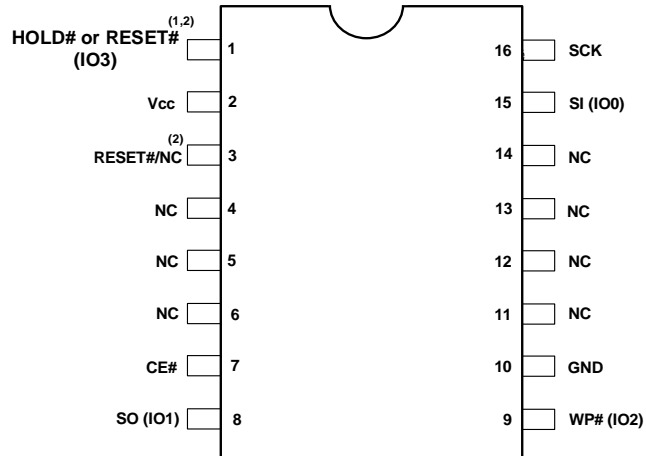 (1,2)
HOLD# or RESET# 1 16 SCK
(IO3)
Vcc 2 15 SI (IO0)
(2)
RESET#/NC 3 14 NC
NC 4 13 NC
NC 5 12 NC
NC 6 11 NC
CE# 7 10 GND
SO (IO1) 8 9 WP# (IO2)